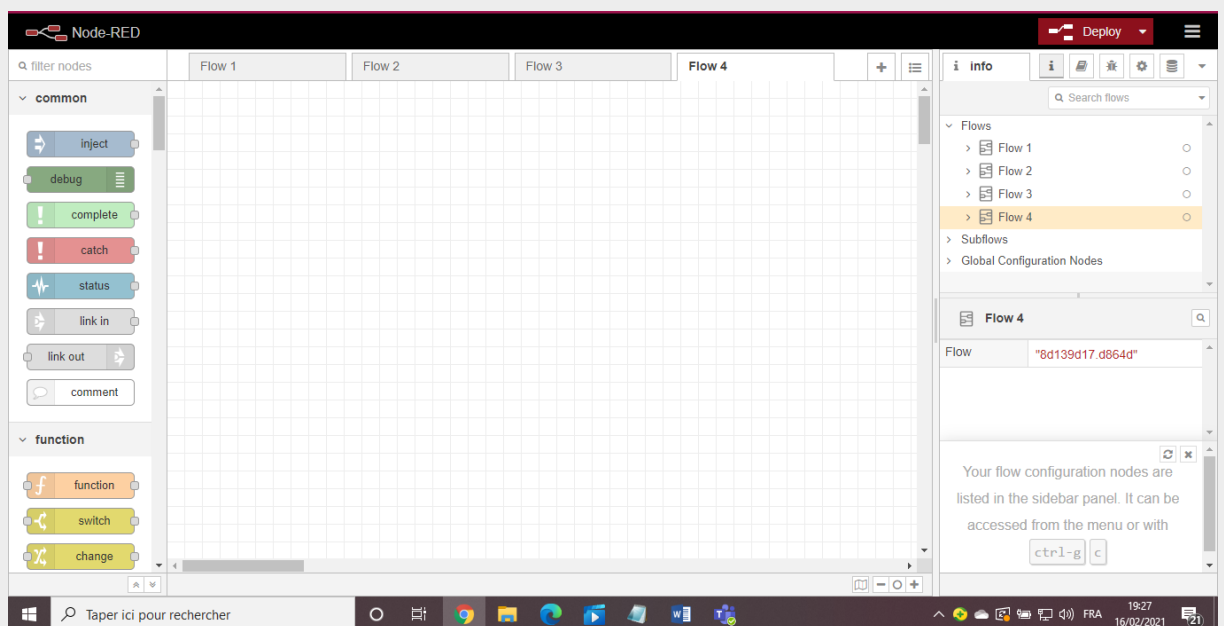 Node-RED
Deploy
filter nodes
Flow 1
Flow 2
Flow 3
Flow 4
info
Search flows
common
inject
debug
complete
catch
status
link in
link out
comment
function
function
switch
change
Flows
Flow 1
Flow 2
Flow 3
Flow 4
Subflows
Global Configuration Nodes
Flow 4
Flow "8d139d17.d864d"
Your flow configuration nodes are
listed in the sidebar panel. It can be
accessed from the menu or with
ctrl-g c
Taper ici pour rechercher
FRA
19:27
16/02/2021
21